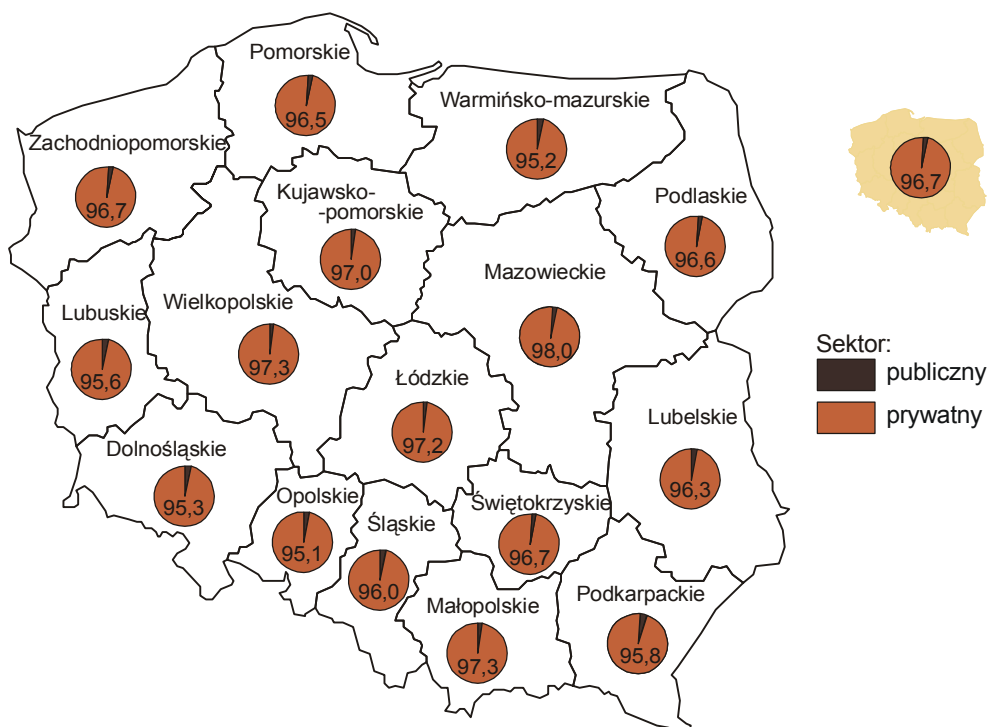 Pomorskie
96,5
Warmińsko-mazurskie
95,2
Zachodniopomorskie
96,7
Kujawsko-
-pomorskie
97,0
Podlaskie
96,6
96,7
Mazowieckie
98,0
Lubuskie
95,6
Wielkopolskie
97,3
Łódzkie
97,2
Sektor:
publiczny
prywatny
Lubelskie
96,3
Dolnośląskie
95,3
Opolskie
95,1
Śląskie
96,0
Świętokrzyskie
96,7
Małopolskie
97,3
Podkarpackie
95,8